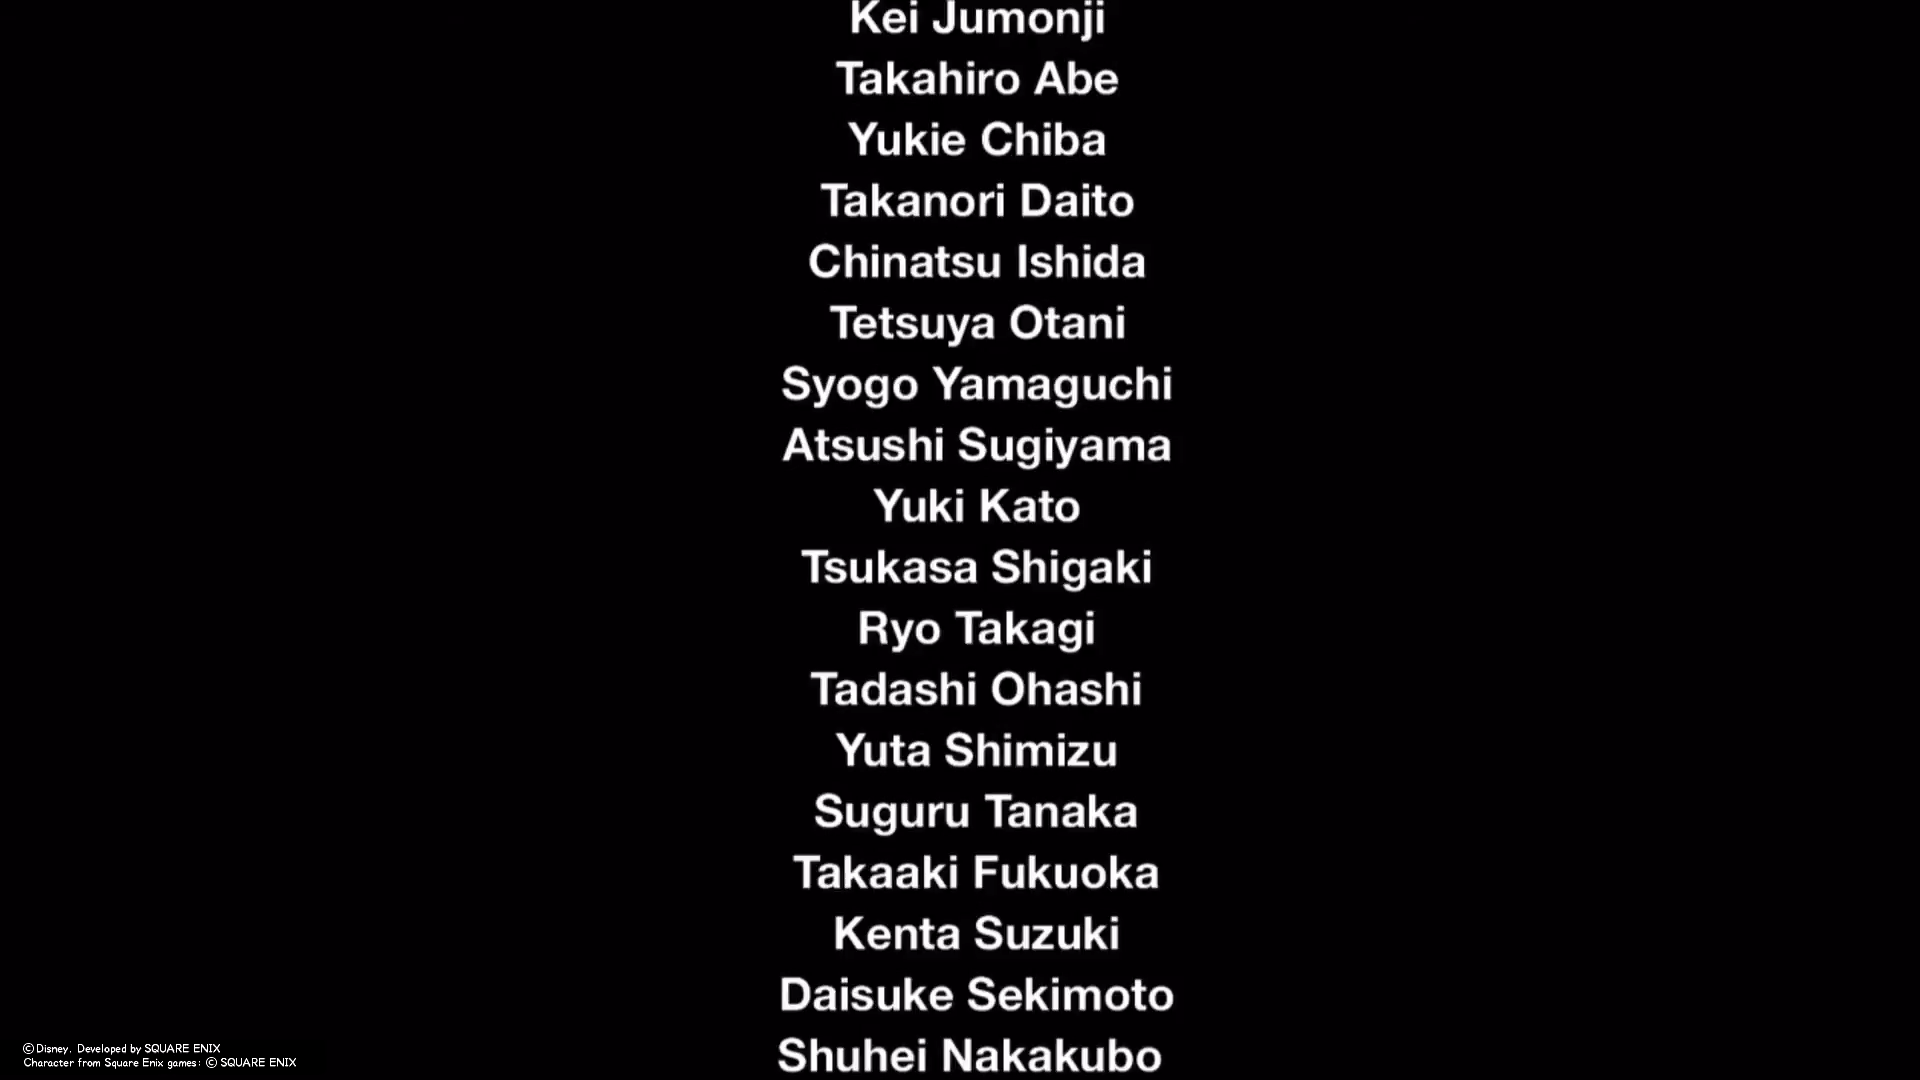 Kei Jumonji
Takahiro Abe
Yukie Chiba
Takanori Daito
Chinatsu Ishida
Tetsuya Otani
Syogo Yamaguchi
Atsushi Sugiyama
Yuki Kato
Tsukasa Shigaki
Ryo Takagi
Tadashi Ohashi
Yuta Shimizu
Suguru Tanaka
Takaaki Fukuoka
Kenta Suzuki
Daisuke Sekimoto
Shuhei Nakakubo
©Disney. Developed by SQUARE ENIX
Character from Square Enix games: © SQUARE ENIX